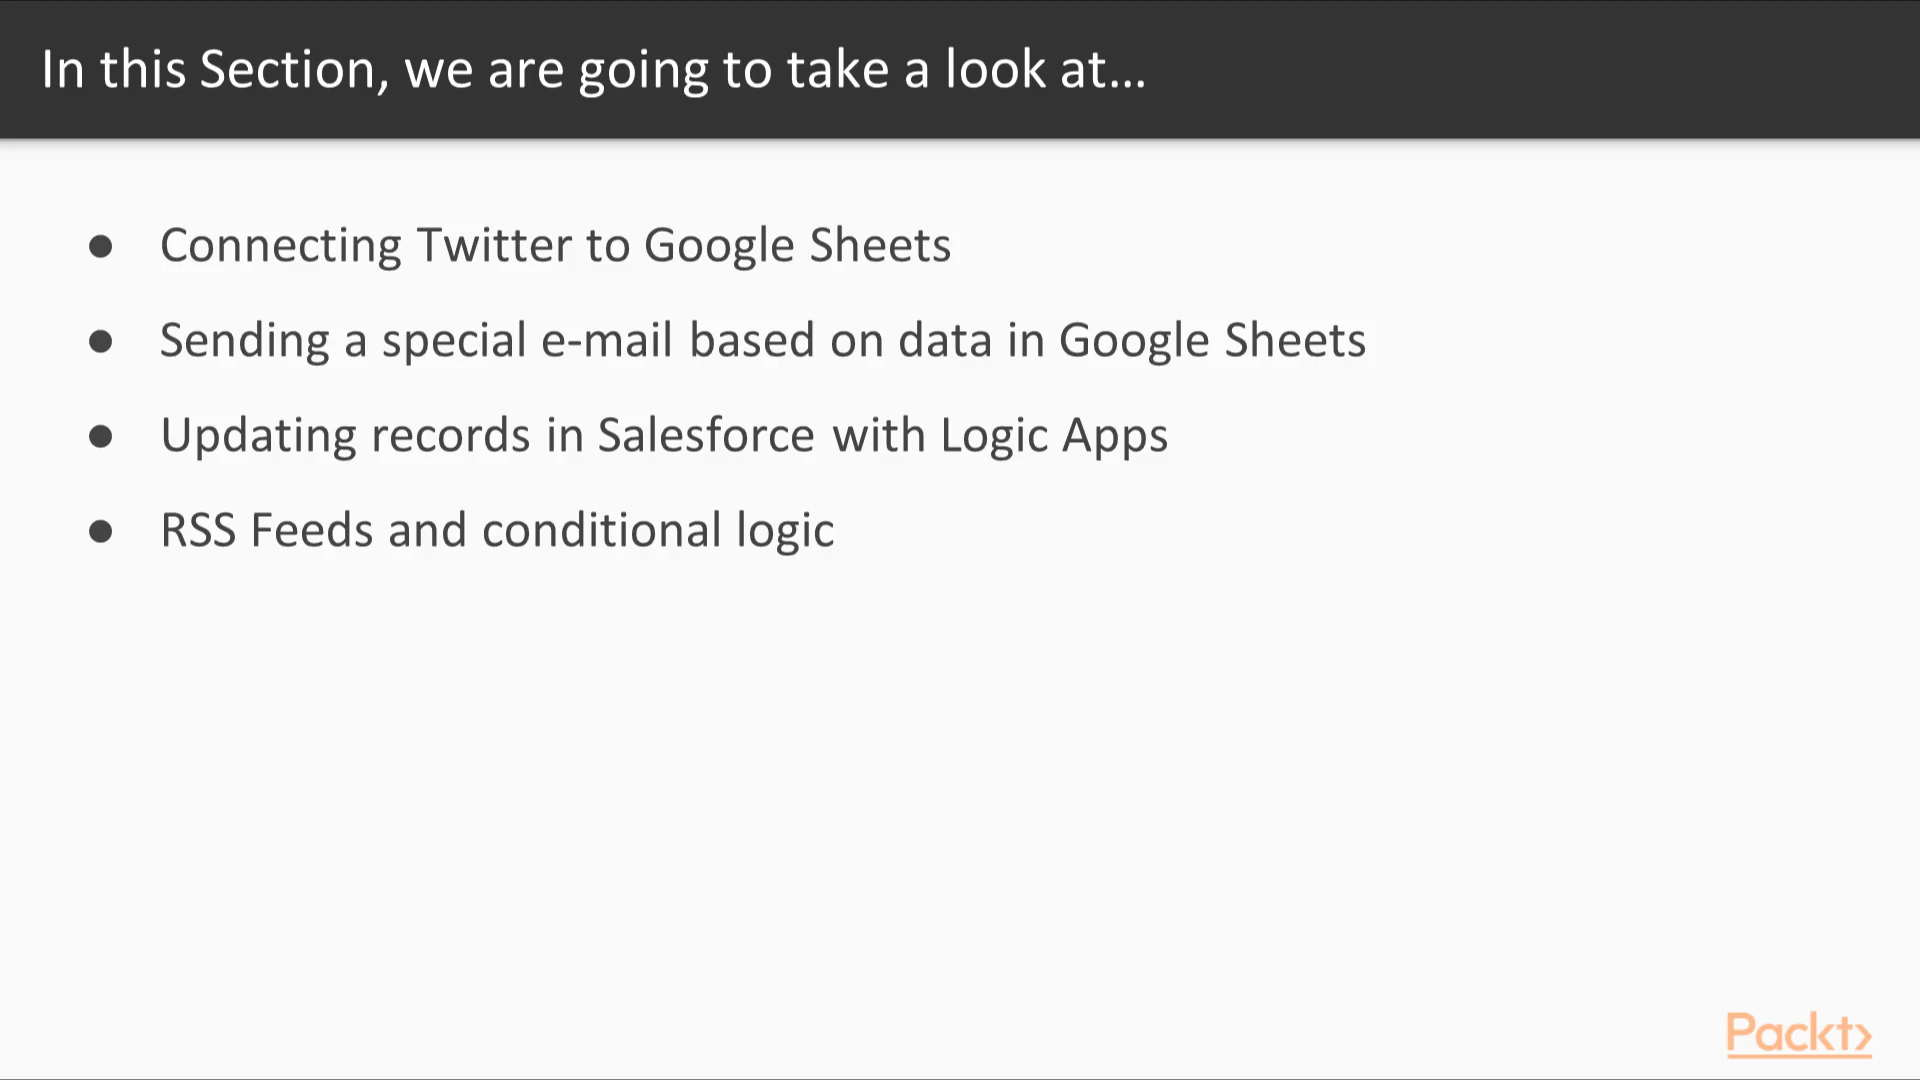 In this Section, we are going to take a look at...
● Connecting Twitter to Google Sheets
● Sending a special e-mail based on data in Google Sheets
● Updating records in Salesforce with Logic Apps
● RSS Feeds and conditional logic
Packt>